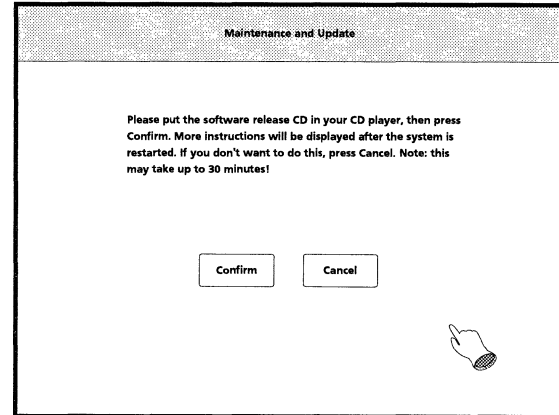 Maintenance and Update
Please put the software release CD in your CD player, then press
Confirm. More instructions will be displayed after the system is
restarted. If you don't want to do this, press Cancel. Note: this
may take up to 30 minutes!
Confirm
Cancel